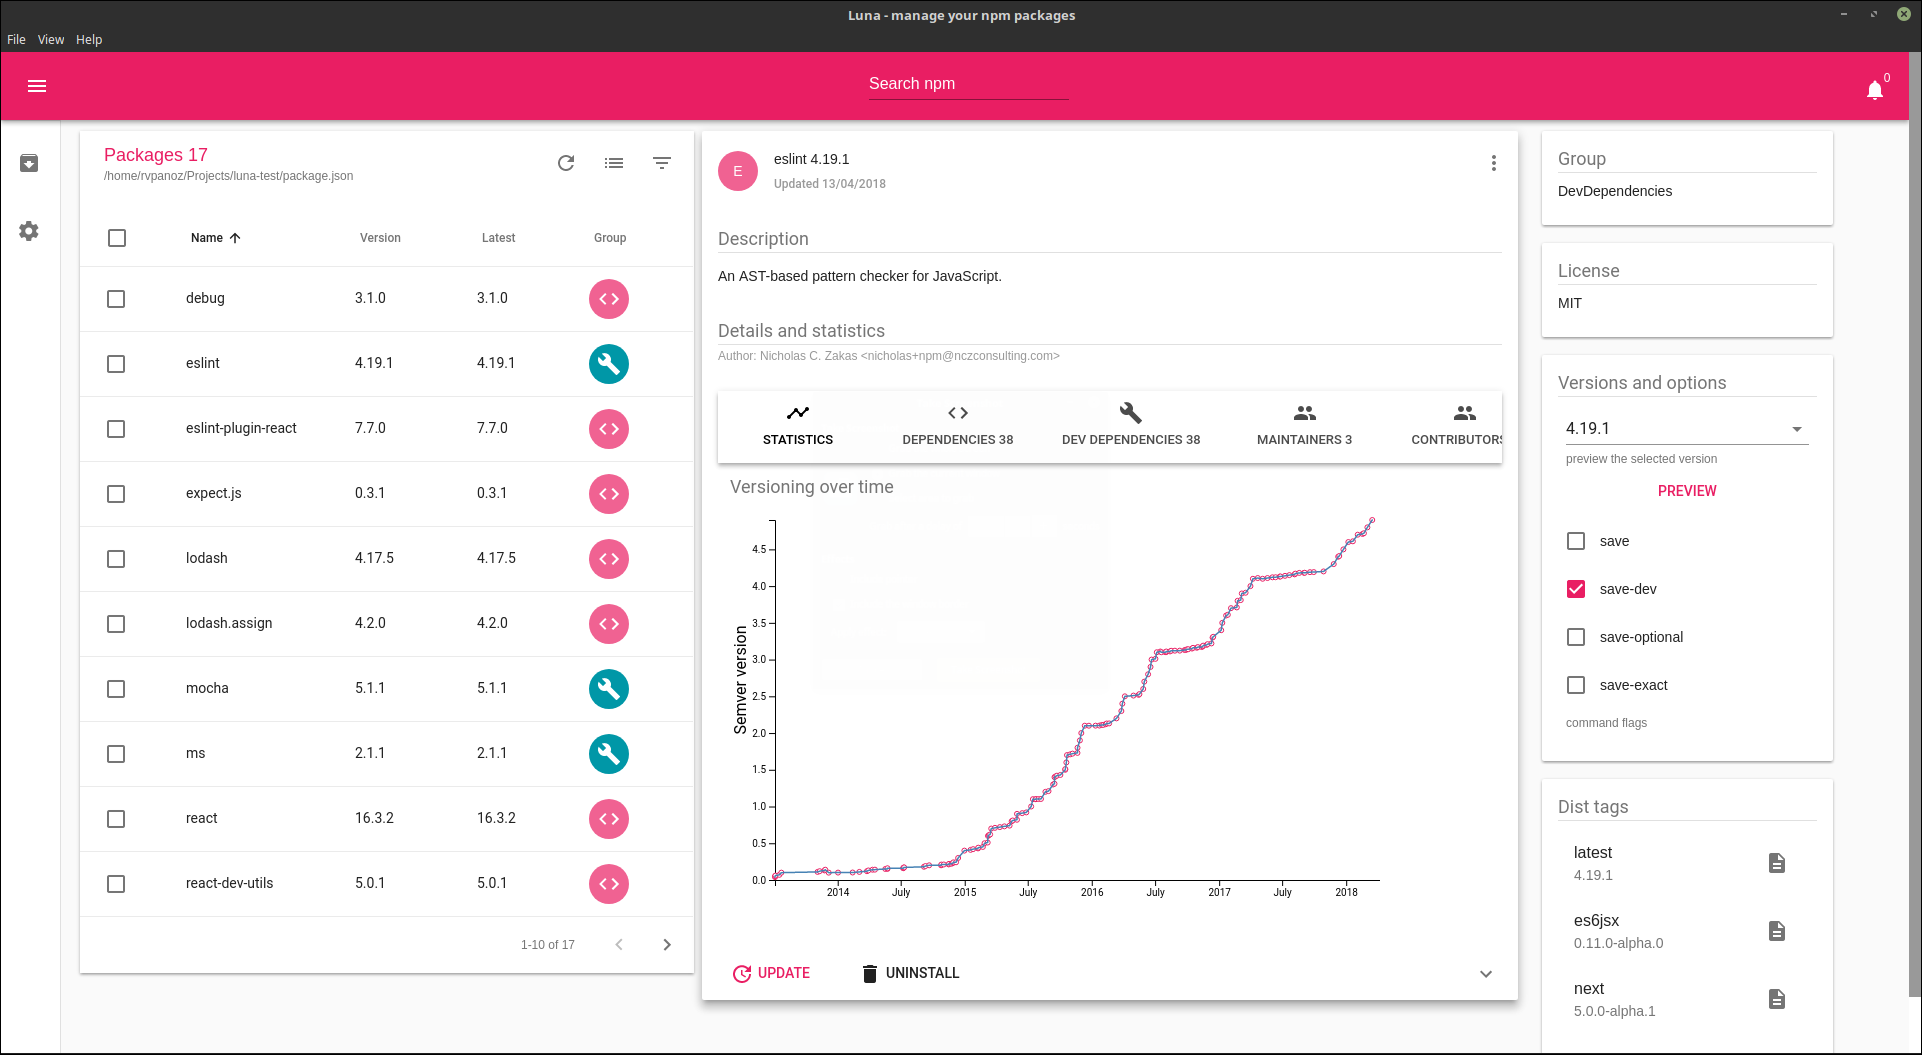 Luna - manage your npm packages
File View Help
Search npm
0
Packages 17
/home/rvpanoz/Projects/luna-test/package.json
Name Version Latest Group
debug 3.1.0 3.1.0
eslint 4.19.1 4.19.1
eslint-plugin-react 7.7.0 7.7.0
expect.js 0.3.1 0.3.1
lodash 4.17.5 4.17.5
lodash.assign 4.2.0 4.2.0
mocha 5.1.1 5.1.1
ms 2.1.1 2.1.1
react 16.3.2 16.3.2
react-dev-utils 5.0.1 5.0.1
1-10 of 17
E
eslint 4.19.1
Updated 13/04/2018
Description
An AST-based pattern checker for JavaScript.
Details and statistics
Author: Nicholas C. Zakas <nicholas+npm@nczconsulting.com>
STATISTICS DEPENDENCIES 38 DEV DEPENDENCIES 38 MAINTAINERS 3 CONTRIBUTORS
Versioning over time
Semver version
4.5
4.0
3.5
3.0
2.5
2.0
1.5
1.0
0.5
0.0
2014 July 2015 July 2016 July 2017 July 2018
UPDATE UNINSTALL
Group
DevDependencies
License
MIT
Versions and options
4.19.1
preview the selected version
PREVIEW
save
save-dev
save-optional
save-exact
command flags
Dist tags
latest
4.19.1
es6jsx
0.11.0-alpha.0
next
5.0.0-alpha.1